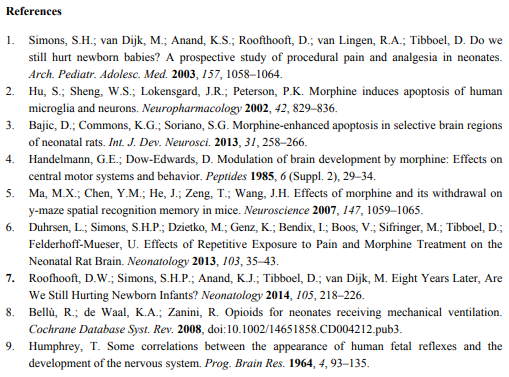 References
1. Simons, S.H.; van Dijk, M.; Anand, K.S.; Roofthooft, D.; van Lingen, R.A.; Tibboel, D. Do we
still hurt newborn babies? A prospective study of procedural pain and analgesia in neonates.
Arch. Pediatr. Adolesc. Med. 2003, 157, 1058–1064.
2. Hu, S.; Sheng, W.S.; Lokensgard, J.R.; Peterson, P.K. Morphine induces apoptosis of human
microglia and neurons. Neuropharmacology 2002, 42, 829–836.
3. Bajic, D.; Commons, K.G.; Soriano, S.G. Morphine-enhanced apoptosis in selective brain regions
of neonatal rats. Int. J. Dev. Neurosci. 2013, 31, 258–266.
4. Handelmann, G.E.; Dow-Edwards, D. Modulation of brain development by morphine: Effects on
central motor systems and behavior. Peptides 1985, 6 (Suppl. 2), 29–34.
5. Ma, M.X.; Chen, Y.M.; He, J.; Zeng, T.; Wang, J.H. Effects of morphine and its withdrawal on
y-maze spatial recognition memory in mice. Neuroscience 2007, 147, 1059–1065.
6. Duhrsen, L.; Simons, S.H.P.; Dzietko, M.; Genz, K.; Bendix, I.; Boos, V.; Sifringer, M.; Tibboel, D.;
Felderhoff-Mueser, U. Effects of Repetitive Exposure to Pain and Morphine Treatment on the
Neonatal Rat Brain. Neonatology 2013, 103, 35–43.
7. Roofhooft, D.W.; Simons, S.H.P.; Anand, K.J.; Tibboel, D.; van Dijk, M. Eight Years Later, Are
We Still Hurting Newborn Infants? Neonatology 2014, 105, 218–226.
8. Bellù, R.; de Waal, K.A.; Zanini, R. Opioids for neonates receiving mechanical ventilation.
Cochrane Database Syst. Rev. 2008, doi:10.1002/14651858.CD004212.pub3.
9. Humphrey, T. Some correlations between the appearance of human fetal reflexes and the
development of the nervous system. Prog. Brain Res. 1964, 4, 93–135.